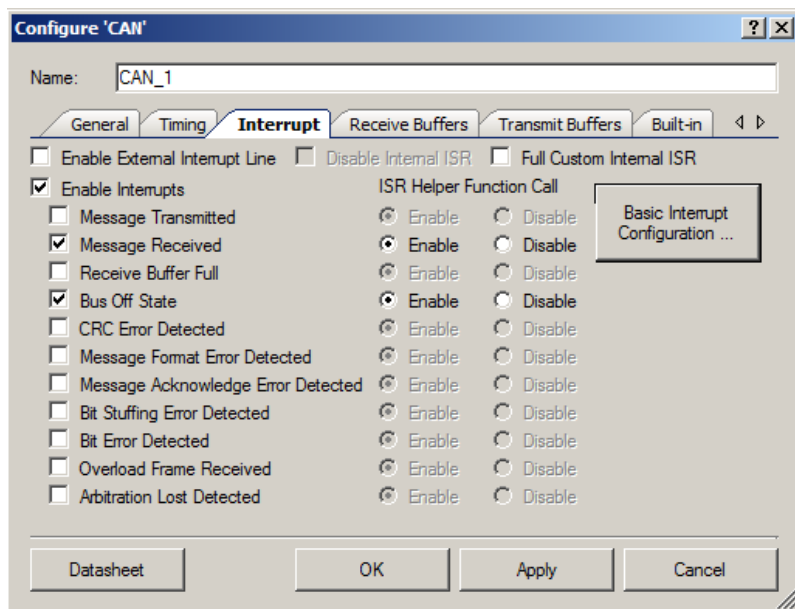 Configure 'CAN'
Name: CAN_1
General Timing Interrupt Receive Buffers Transmit Buffers Built-in
Enable External Interrupt Line Disable Internal ISR Full Custom Internal ISR
Enable Interrupts ISR Helper Function Call
Basic Interrupt
Configuration ...
Message Transmitted Enable Disable
Message Received Enable Disable
Receive Buffer Full Enable Disable
Bus Off State Enable Disable
CRC Error Detected Enable Disable
Message Format Error Detected Enable Disable
Message Acknowledge Error Detected Enable Disable
Bit Stuffing Error Detected Enable Disable
Bit Error Detected Enable Disable
Overload Frame Received Enable Disable
Arbitration Lost Detected Enable Disable
Datasheet OK Apply Cancel